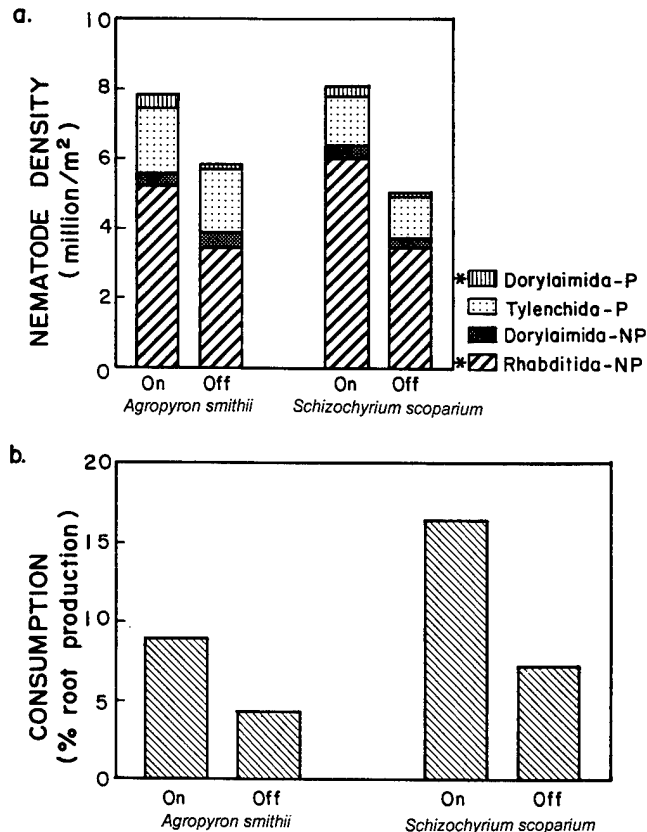 a.
NEMATODE DENSITY
(million/m²)
10
8
6
4
2
0
On Off On Off
Agropyron smithii Schizochyrium scoparium
*Dorylaimida-P
Tylenchida-P
Dorylaimida-NP
*Rhabditida-NP
b.
CONSUMPTION
(% root production)
20
15
10
5
0
On Off On Off
Agropyron smithii Schizochyrium scoparium